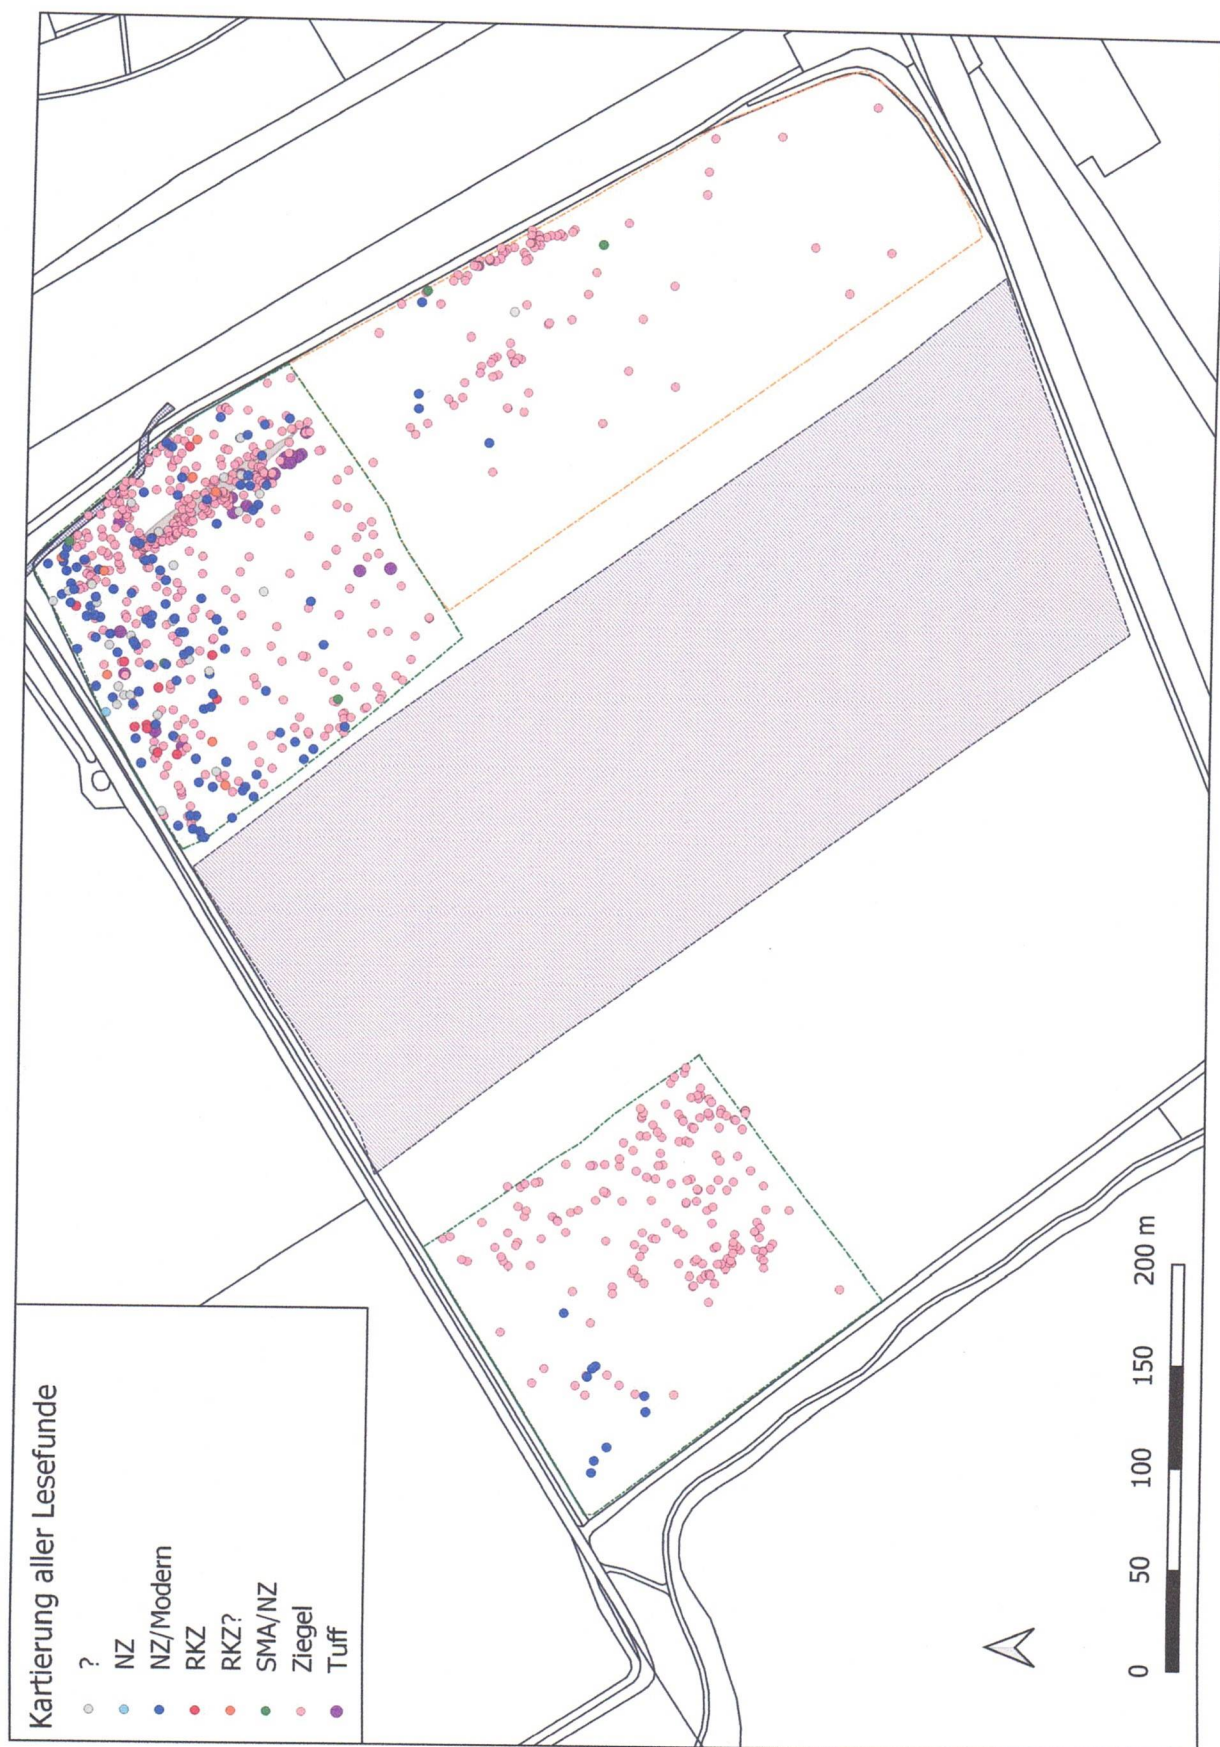 Kartierung aller Lesefunde
?
NZ
NZ/Modern
RKZ
RKZ?
SMA/NZ
Ziegel
Tuff
0 50 100 150 200 m